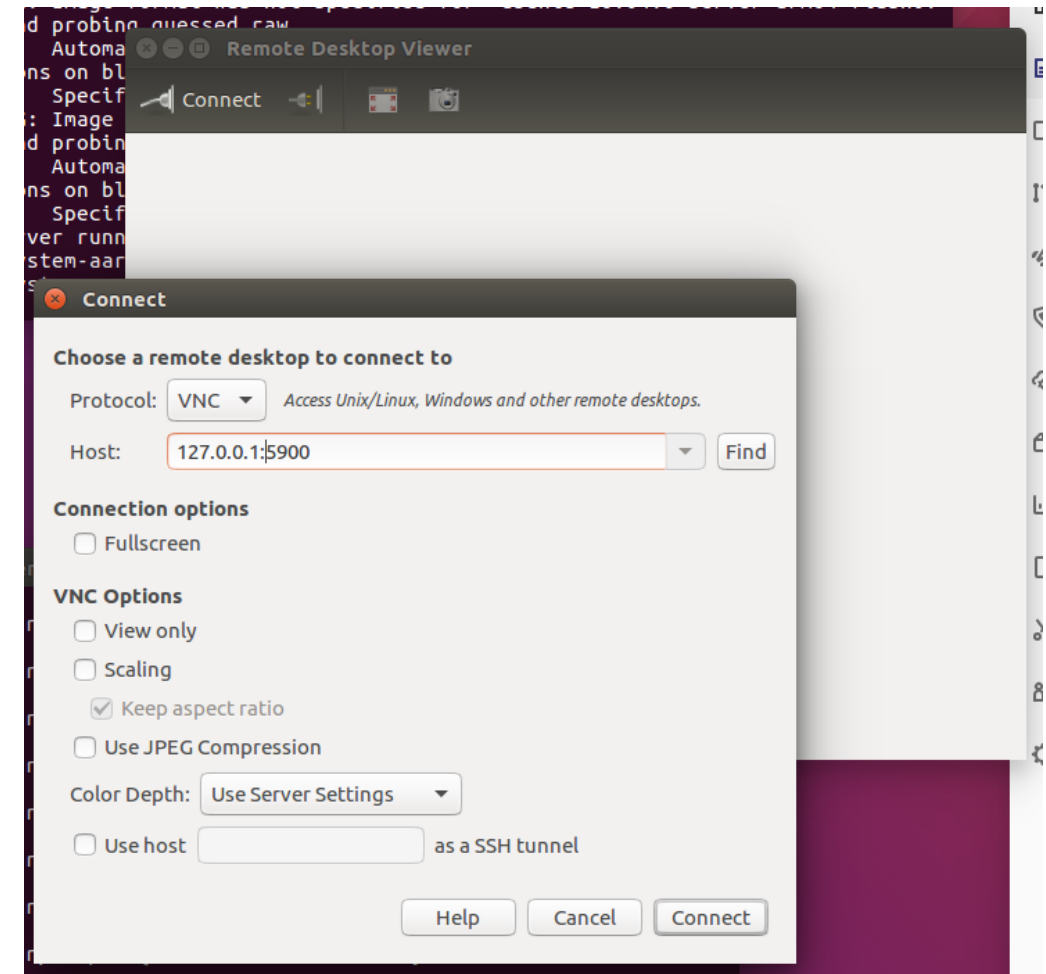 d probing guessed raw.
Automa
ns on bl
Specif
: Image
d probin
Automa
ns on bl
Specif
ver runn
stem-aar
Remote Desktop Viewer
Connect
Connect
Choose a remote desktop to connect to
Protocol: VNC Access Unix/Linux, Windows and other remote desktops.
Host: 127.0.0.1:5900 Find
Connection options
Fullscreen
VNC Options
View only
Scaling
Keep aspect ratio
Use JPEG Compression
Color Depth: Use Server Settings
Use host as a SSH tunnel
Help Cancel Connect